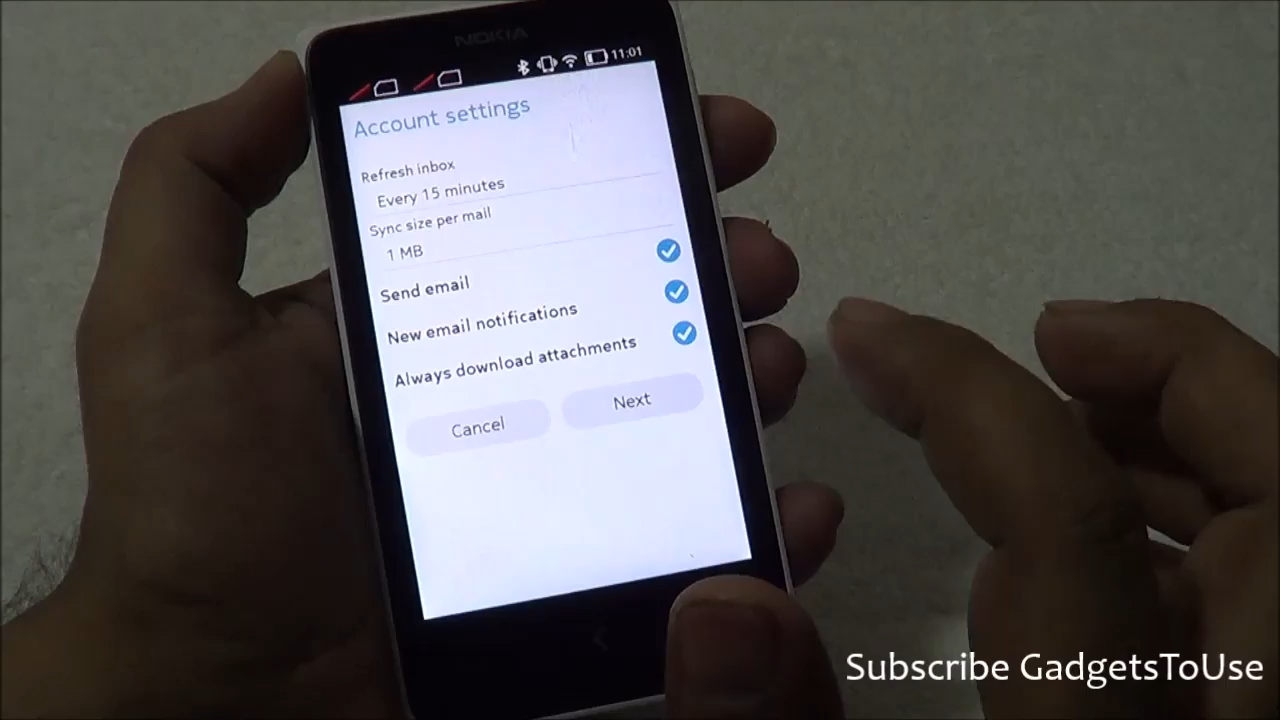 NOKIA
11:01
Account settings
Refresh inbox
Every 15 minutes
Sync size per mail
1 MB
Send email
New email notifications
Always download attachments
Cancel
Next
Subscribe GadgetsToUse